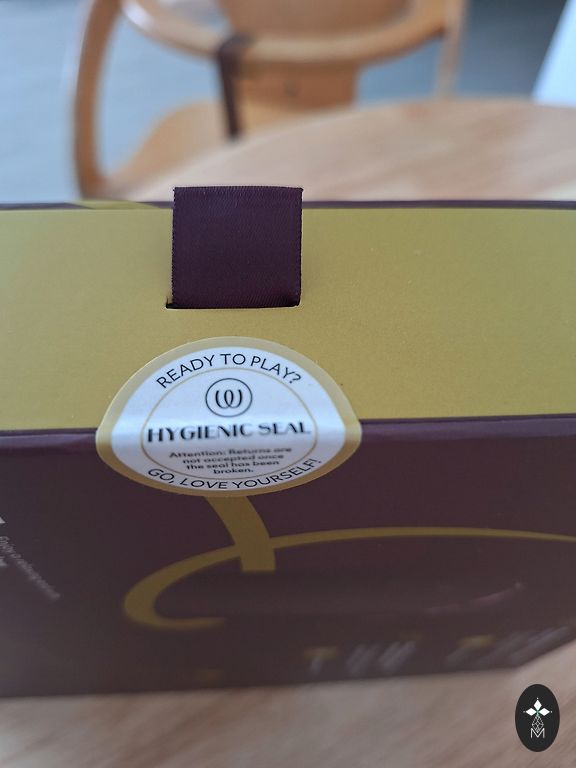 READY TO PLAY?
HYGIENIC SEAL
Attention: Returns are
not accepted once
the seal has been
broken.
GO, LOVE YOURSELF!